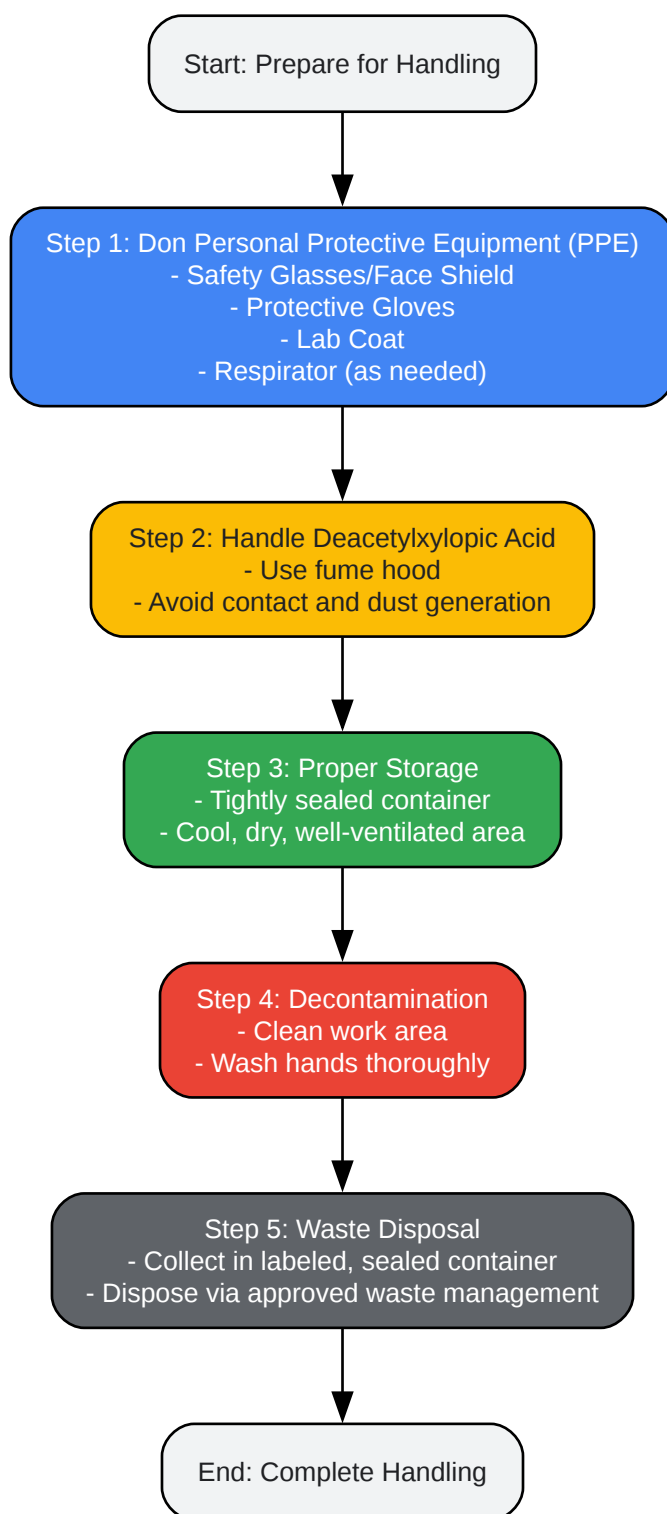 Start: Prepare for Handling
Step 1: Don Personal Protective Equipment (PPE)
- Safety Glasses/Face Shield
- Protective Gloves
- Lab Coat
- Respirator (as needed)
Step 2: Handle Deacetylxylopic Acid
- Use fume hood
- Avoid contact and dust generation
Step 3: Proper Storage
- Tightly sealed container
- Cool, dry, well-ventilated area
Step 4: Decontamination
- Clean work area
- Wash hands thoroughly
Step 5: Waste Disposal
- Collect in labeled, sealed container
- Dispose via approved waste management
End: Complete Handling